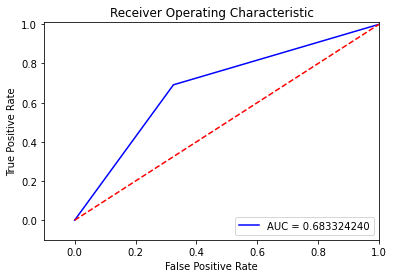 Receiver Operating Characteristic
True Positive Rate
1.0
0.8
0.6
0.4
0.2
0.0
AUC = 0.683324240
0.0 0.2 0.4 0.6 0.8 1.0
False Positive Rate